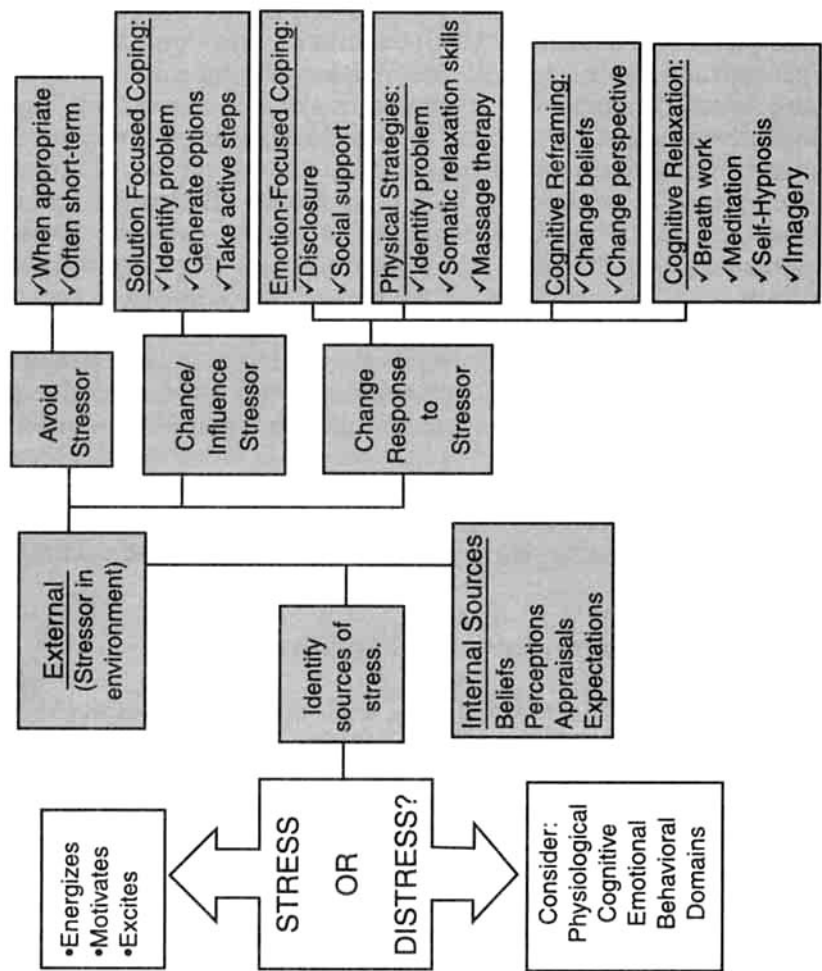 •Energizes
•Motivates
•Excites
STRESS
OR
DISTRESS?
Consider:
Physiological
Cognitive
Emotional
Behavioral
Domains
Identify
sources of
stress.
External
(Stressor in
environment)
Internal Sources
Beliefs
Perceptions
Appraisals
Expectations
Avoid
Stressor
Chance/
Influence
Stressor
Change
Response
to
Stressor
✓When appropriate
✓Often short-term
Solution Focused Coping:
✓Identify problem
✓Generate options
✓Take active steps
Emotion-Focused Coping:
✓Disclosure
✓Social support
Physical Strategies:
✓Identify problem
✓Somatic relaxation skills
✓Massage therapy
Cognitive Reframing:
✓Change beliefs
✓Change perspective
Cognitive Relaxation:
✓Breath work
✓Meditation
✓Self-Hypnosis
✓Imagery